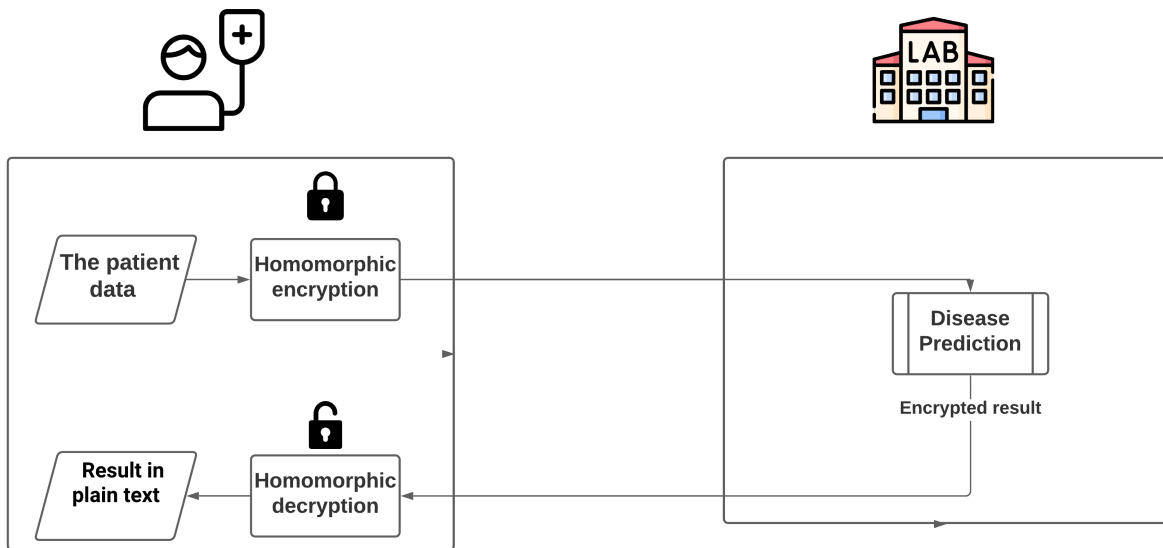 LAB
The patient
data
Homomorphic
encryption
Disease
Prediction
Encrypted result
Result in
plain text
Homomorphic
decryption